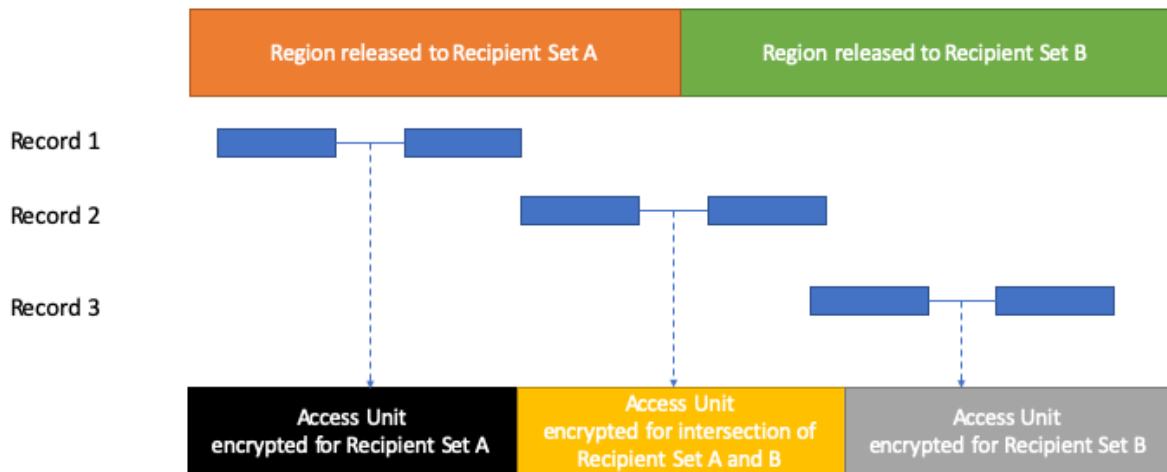 Region released to Recipient Set A
Region released to Recipient Set B
Record 1
Record 2
Record 3
Access Unit
encrypted for Recipient Set A
Access Unit
encrypted for intersection of
Recipient Set A and B
Access Unit
encrypted for Recipient Set B